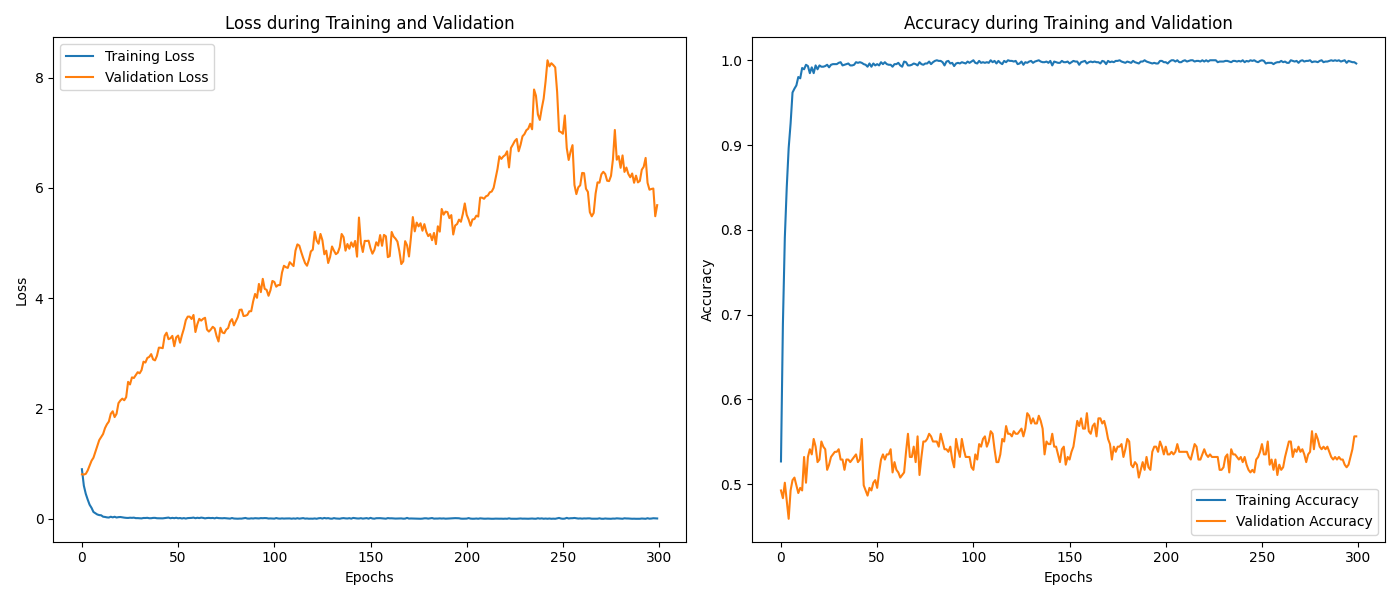 Loss during Training and Validation
Training Loss
Validation Loss
8
6
4
2
0
Loss
0 50 100 150 200 250 300
Epochs
Accuracy during Training and Validation
1.0
0.9
0.8
0.7
0.6
0.5
Accuracy
Training Accuracy
Validation Accuracy
0 50 100 150 200 250 300
Epochs